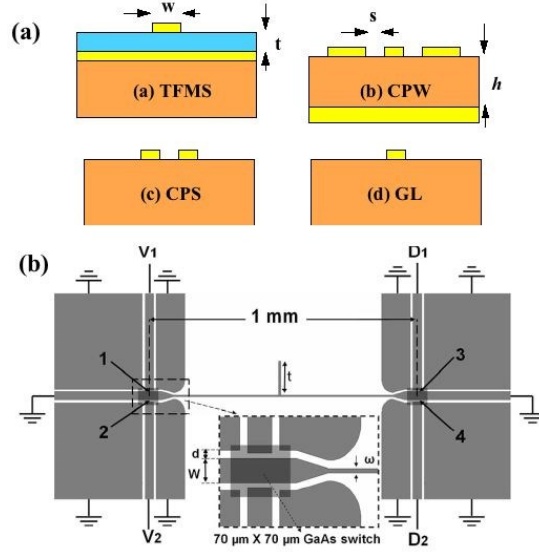 (a)
w
t
(a) TFMS
s
h
(b) CPW
(c) CPS
(d) GL
(b)
V1
D1
1 mm
1
3
t
2
4
d
W
ω
V2
70 µm X 70 µm GaAs switch
D2